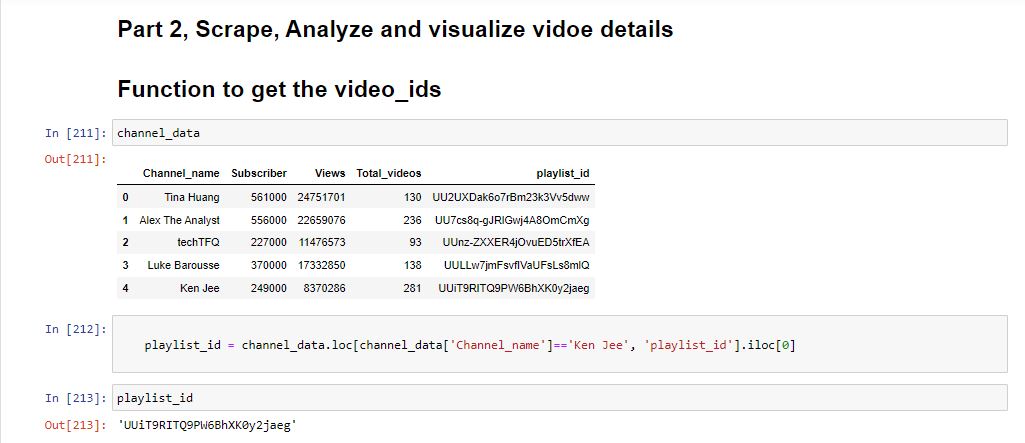 Part 2, Scrape, Analyze and visualize vidoe details
Function to get the video_ids
In [211]: channel_data
Out[211]:
Channel_name Subscriber Views Total_videos playlist_id
0 Tina Huang 561000 24751701 130 UU2UXDak6o7rBm23k3Vv5dww
1 Alex The Analyst 556000 22659076 236 UU7cs8q-gJRlGwj4A8OmCmXg
2 techTFQ 227000 11476573 93 UUnz-ZXXER4jOvuED5trXfEA
3 Luke Barousse 370000 17332850 138 UULLw7jmFsvfIVaUFsLs8mlQ
4 Ken Jee 249000 8370286 281 UUiT9RITQ9PW6BhXK0y2jaeg
In [212]:
playlist_id = channel_data.loc[channel_data['Channel_name']=='Ken Jee', 'playlist_id'].iloc[0]
In [213]: playlist_id
Out[213]: 'UUiT9RITQ9PW6BhXK0y2jaeg'